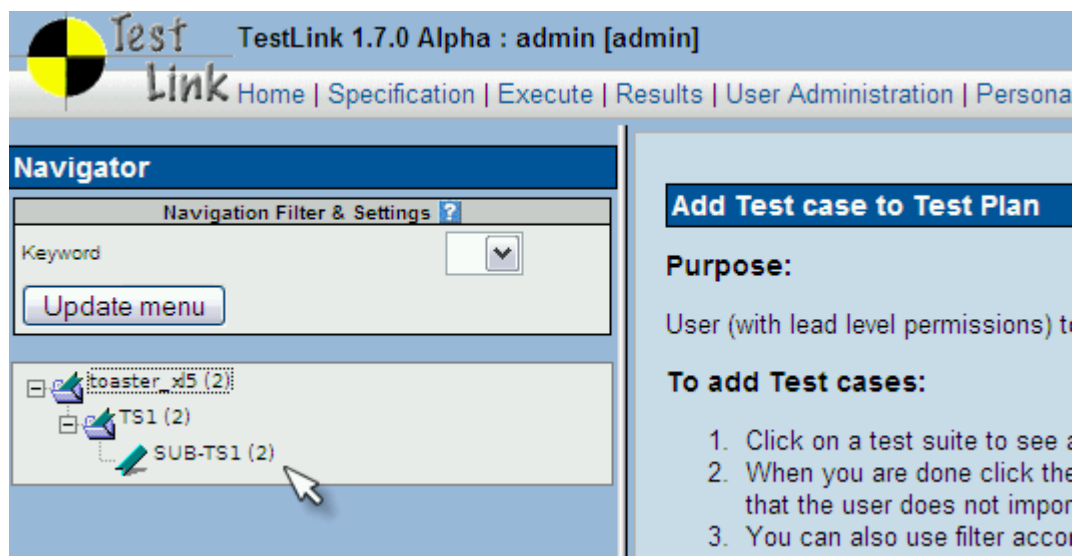 Test Link
TestLink 1.7.0 Alpha : admin [admin]
Home | Specification | Execute | Results | User Administration | Persona
Navigator
Navigation Filter & Settings ?
Keyword
Update menu
toaster_xl5 (2)
TS1 (2)
SUB-TS1 (2)
Add Test case to Test Plan
Purpose:
User (with lead level permissions) t
To add Test cases:
1. Click on a test suite to see a
2. When you are done click the
that the user does not impor
3. You can also use filter accor